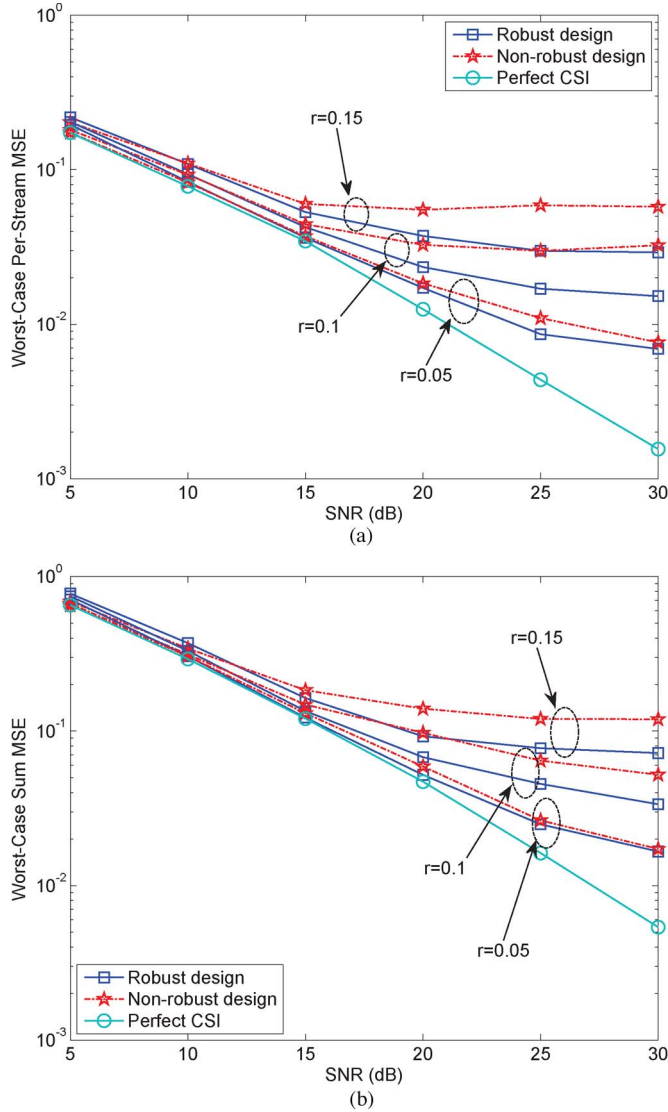 10^0
Robust design
Non-robust design
Perfect CSI
r=0.15
10^-1
Worst-Case Per-Stream MSE
10^-2
r=0.1
r=0.05
10^-3
5 10 15 20 25 30
SNR (dB)
(a)
10^0
r=0.15
10^-1
Worst-Case Sum MSE
10^-2
r=0.1
r=0.05
Robust design
Non-robust design
Perfect CSI
10^-3
5 10 15 20 25 30
SNR (dB)
(b)